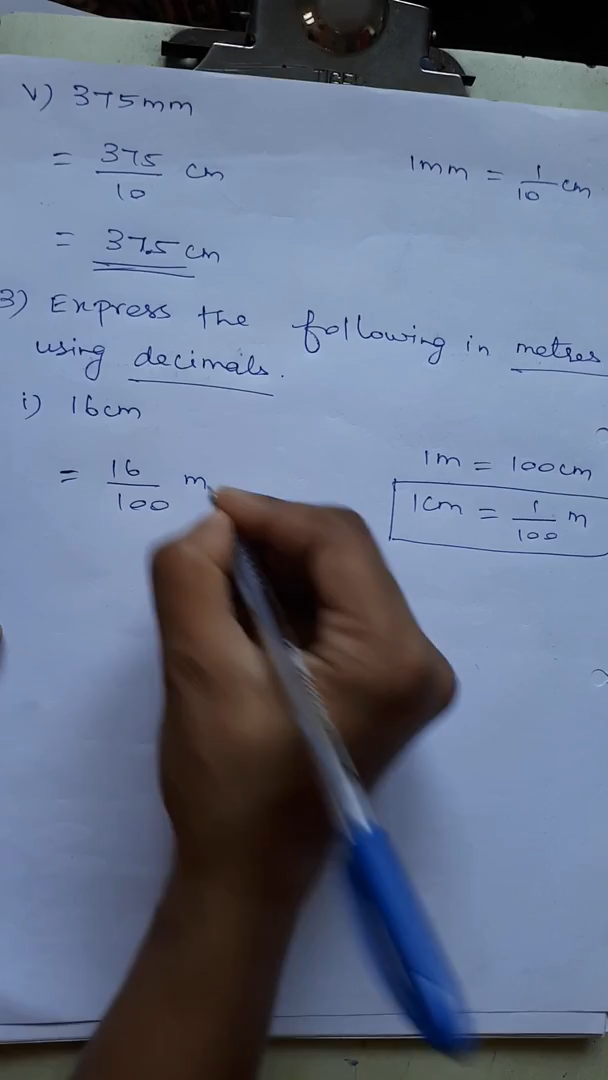 TIGER
V) 375mm
= 375/10 cm    1mm = 1/10 cm
= 37.5 cm
3) Express the following in metres
using decimals.
i) 16cm
= 16/100 m    1m = 100cm
1cm = 1/100 m